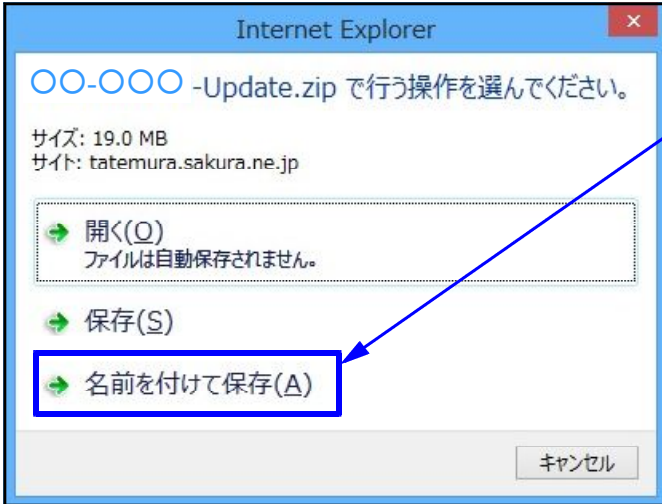 Internet Explorer
〇〇-〇〇〇 -Update.zip で行う操作を選んでください。
サイズ: 19.0 MB
サイト: tatemura.sakura.ne.jp
開く(O)
ファイルは自動保存されません。
保存(S)
名前を付けて保存(A)
キャンセル